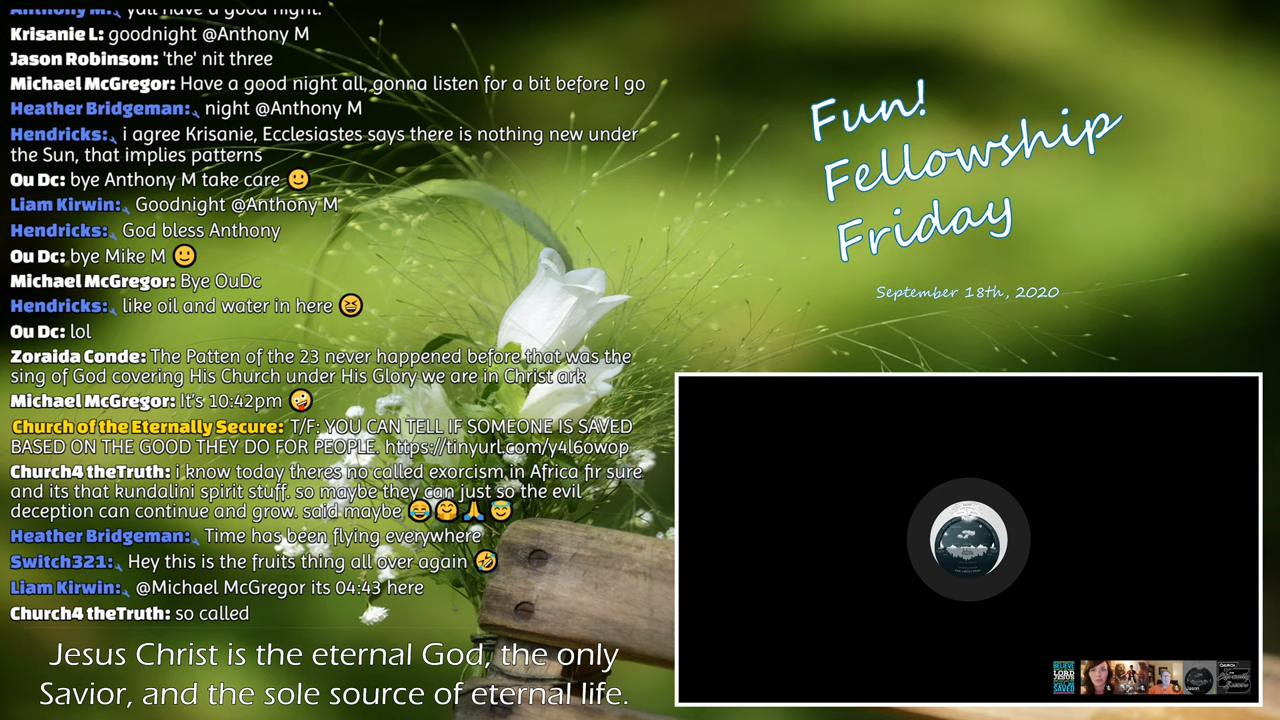 Anthony M: yall have a good night.
Krisanie L: goodnight @Anthony M
Jason Robinson: 'the' nit three
Michael McGregor: Have a good night all, gonna listen for a bit before I go
Heather Bridgeman: night @Anthony M
Hendricks: i agree Krisanie, Ecclesiastes says there is nothing new under
the Sun, that implies patterns
Ou Dc: bye Anthony M take care 🙂
Liam Kirwin: Goodnight @Anthony M
Hendricks: God bless Anthony
Ou Dc: bye Mike M 🙂
Michael McGregor: Bye OuDc
Hendricks: like oil and water in here 😆
Ou Dc: lol
Zoraida Conde: The Patten of the 23 never happened before that was the
sing of God covering His Church under His Glory we are in Christ ark
Michael McGregor: It's 10:42pm 🤪
Church of the Eternally Secure: T/F: YOU CAN TELL IF SOMEONE IS SAVED
BASED ON THE GOOD THEY DO FOR PEOPLE. https://tinyurl.com/y4l6owop
Church4 theTruth: i know today theres no called exorcism in Africa fir sure
and its that kundalini spirit stuff. so maybe they can just so the evil
deception can continue and grow. said maybe 😂🤗🙏😇
Heather Bridgeman: Time has been flying everywhere
Switch321: Hey this is the fruits thing all over again 🤣
Liam Kirwin: @Michael McGregor its 04:43 here
Church4 theTruth: so called
Jesus Christ is the eternal God, the only
Savior, and the sole source of eternal life.
Fun!
Fellowship
Friday
September 18th, 2020
BELIEVE
LORD
JESUS
SAVED
Jason